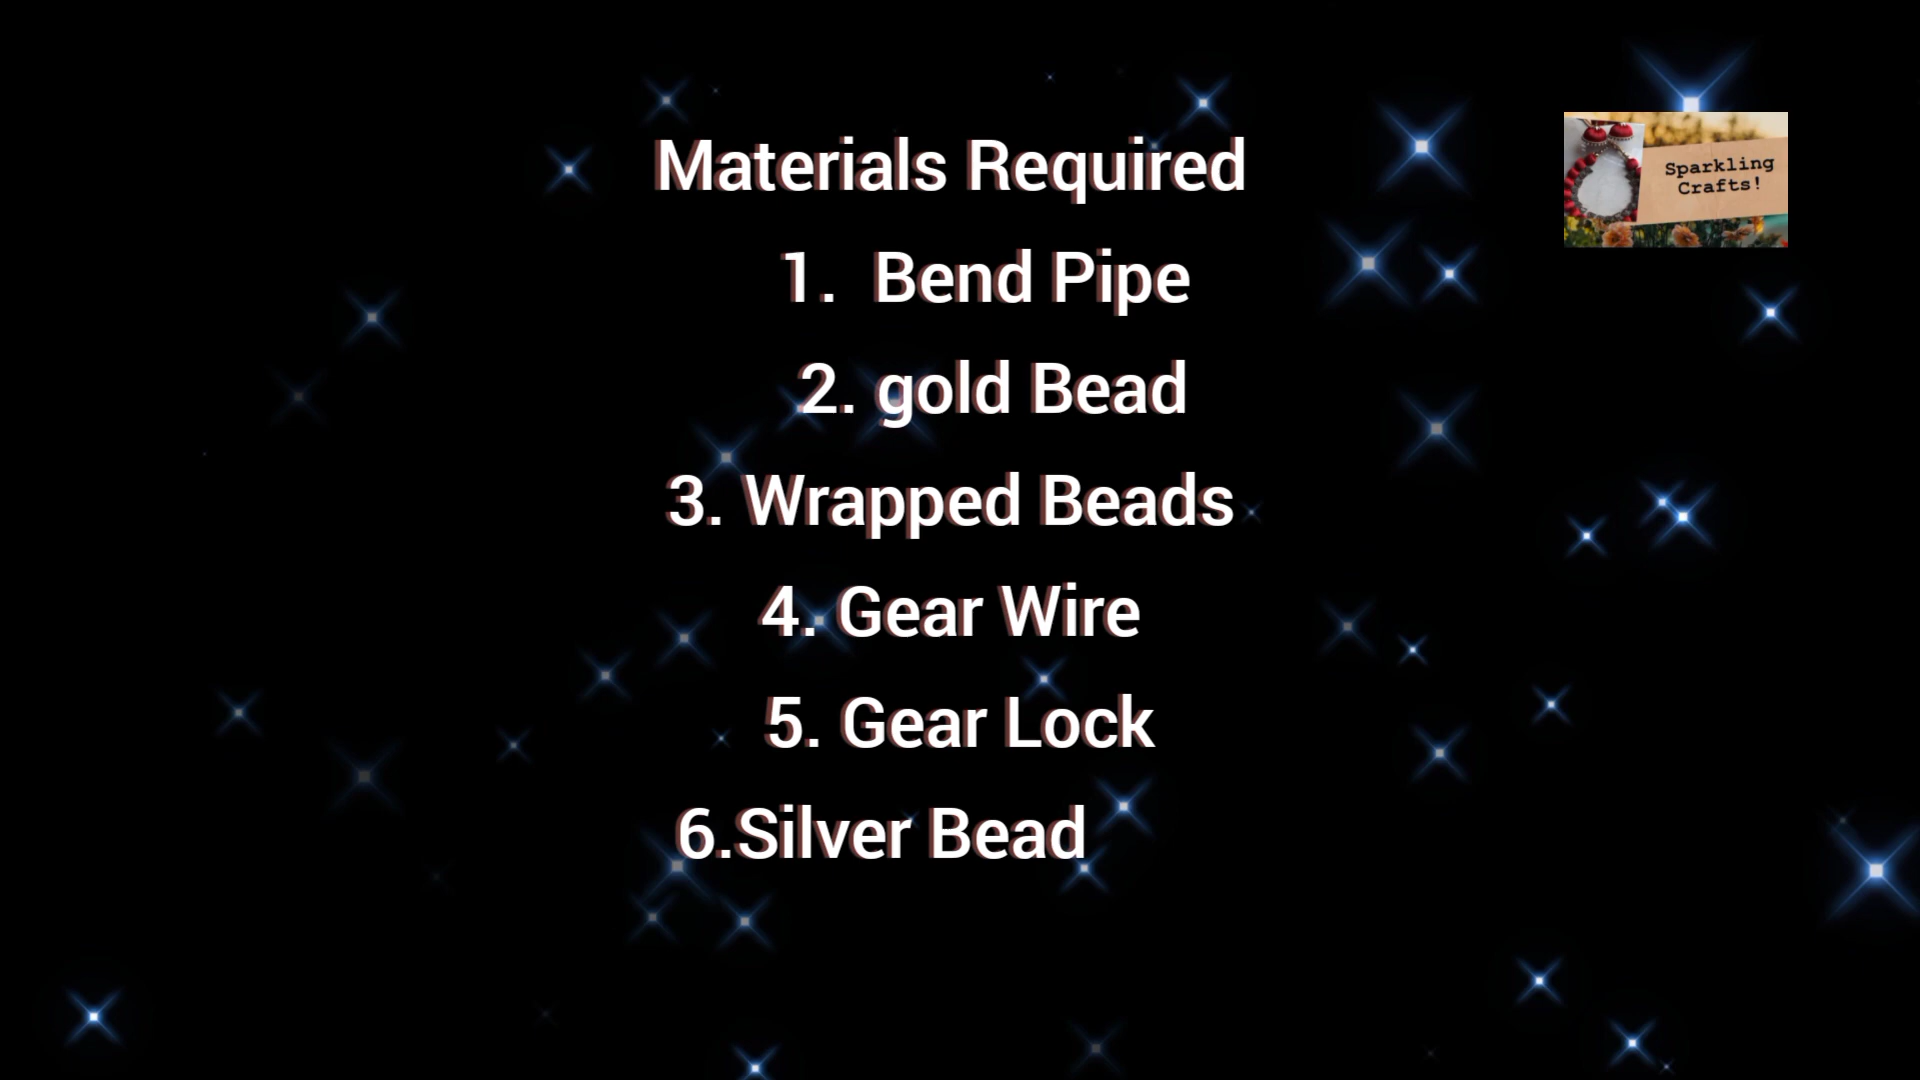 Materials Required
1. Bend Pipe
2. gold Bead
3. Wrapped Beads
4. Gear Wire
5. Gear Lock
6.Silver Bead
Sparkling
Crafts!